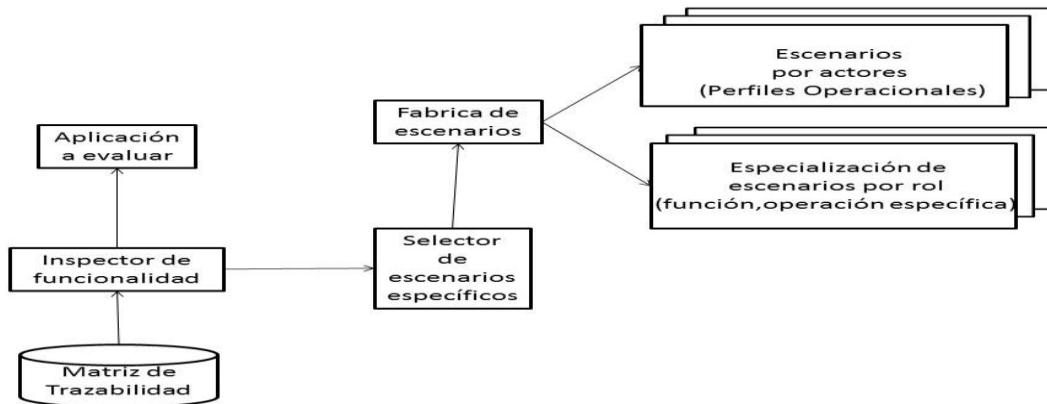 Escenarios
por actores
(Perfiles Operacionales)
Fabrica de
escenarios
Aplicación
a evaluar
Especialización de
escenarios por rol
(función,operación específica)
Selector
de
escenarios
específicos
Inspector de
funcionalidad
Matriz de
Trazabilidad